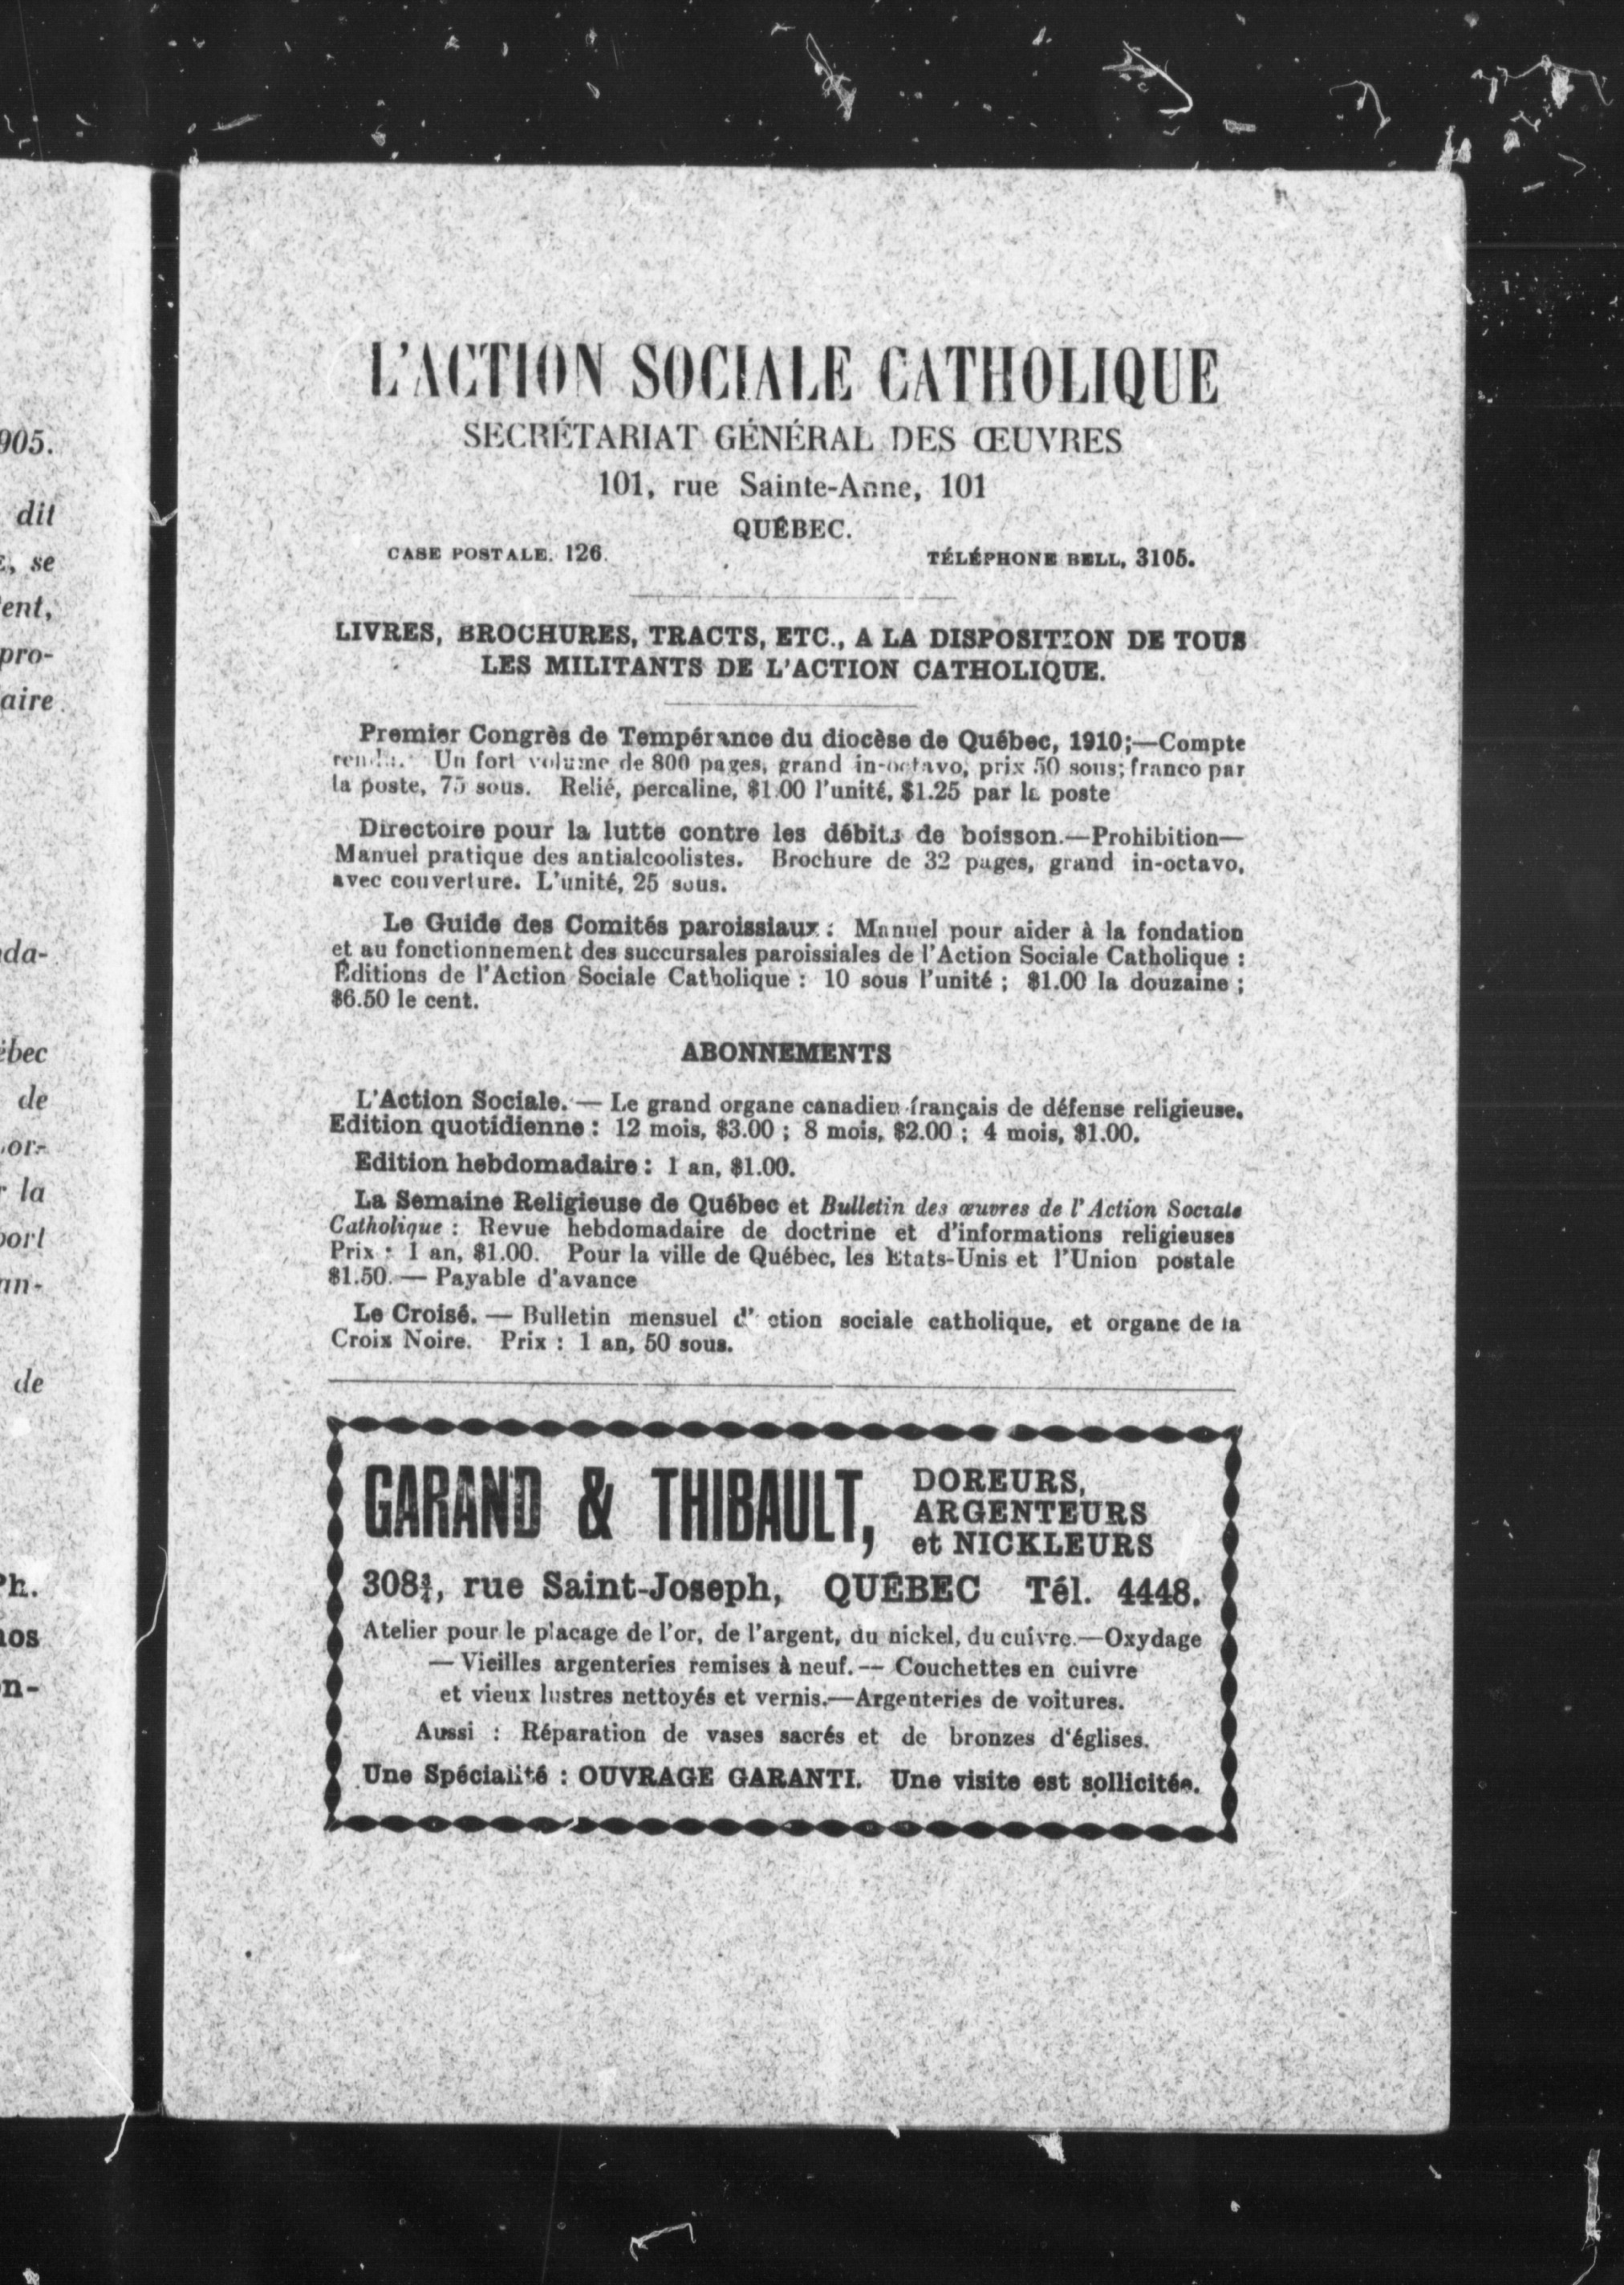 L'ACTION SOCIALE CATHOLIQUE
SECRÉTARIAT GÉNÉRAL DES ŒUVRES
101, rue Sainte-Anne, 101
QUÉBEC.
CASE POSTALE. 126. TÉLÉPHONE BELL, 3105.
LIVRES, BROCHURES, TRACTS, ETC., A LA DISPOSITION DE TOUS
LES MILITANTS DE L'ACTION CATHOLIQUE.
Premier Congrès de Tempérance du diocèse de Québec, 1910;—Compte
rendu. Un fort volume de 800 pages, grand in-octavo, prix 50 sous; franco par
la poste, 75 sous. Relié, percaline, $1.00 l'unité, $1.25 par la poste
Directoire pour la lutte contre les débits de boisson.—Prohibition—
Manuel pratique des antialcoolistes. Brochure de 32 pages, grand in-octavo,
avec couverture. L'unité, 25 sous.
Le Guide des Comités paroissiaux : Manuel pour aider à la fondation
et au fonctionnement des succursales paroissiales de l'Action Sociale Catholique :
Éditions de l'Action Sociale Catholique : 10 sous l'unité ; $1.00 la douzaine ;
$6.50 le cent.
ABONNEMENTS
L'Action Sociale. — Le grand organe canadien français de défense religieuse.
Edition quotidienne : 12 mois, $3.00 ; 8 mois, $2.00 ; 4 mois, $1.00.
Edition hebdomadaire : 1 an, $1.00.
La Semaine Religieuse de Québec et Bulletin des œuvres de l'Action Sociale
Catholique : Revue hebdomadaire de doctrine et d'informations religieuses
Prix : 1 an, $1.00. Pour la ville de Québec, les Etats-Unis et l'Union postale
$1.50. — Payable d'avance
Le Croisé. — Bulletin mensuel d' ction sociale catholique, et organe de la
Croix Noire. Prix : 1 an, 50 sous.
GARAND & THIBAULT, DOREURS,
ARGENTEURS
et NICKLEURS
308¾, rue Saint-Joseph, QUÉBEC Tél. 4448.
Atelier pour le placage de l'or, de l'argent, du nickel, du cuivre.—Oxydage
— Vieilles argenteries remises à neuf. — Couchettes en cuivre
et vieux lustres nettoyés et vernis.—Argenteries de voitures.
Aussi : Réparation de vases sacrés et de bronzes d'églises.
Une Spécialité : OUVRAGE GARANTI. Une visite est sollicitée.